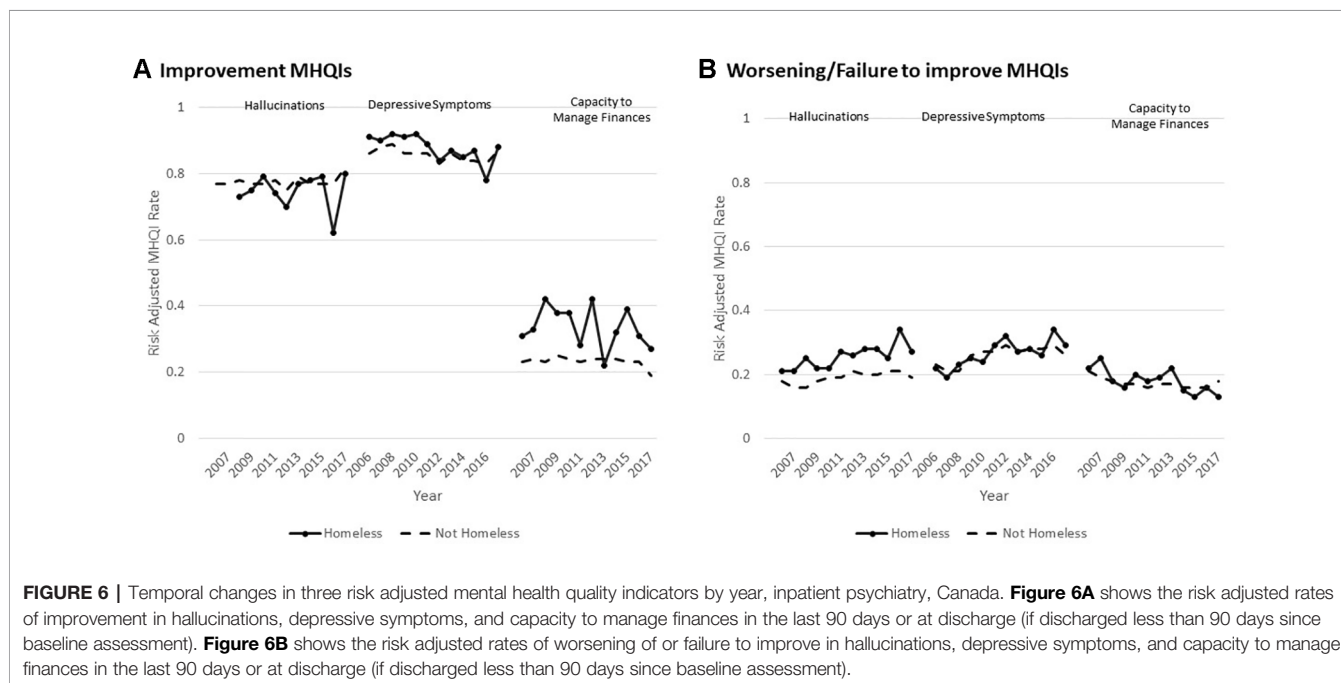 A Improvement MHQIs
Hallucinations
Depressive Symptoms
Capacity to
Manage Finances
1
0.8
0.6
0.4
0.2
0
Risk Adjusted MHQI Rate
2007
2009
2011
2013
2015
2017
2006
2008
2010
2012
2014
2016
2007
2009
2011
2013
2015
2017
Year
Homeless
Not Homeless
B Worsening/Failure to improve MHQIs
Hallucinations
Depressive Symptoms
Capacity to
Manage Finances
1
0.8
0.6
0.4
0.2
0
Risk Adjusted MHQI Rate
2007
2009
2011
2013
2015
2017
2006
2008
2010
2012
2014
2016
2007
2009
2011
2013
2015
2017
Year
Homeless
Not Homeless
FIGURE 6 | Temporal changes in three risk adjusted mental health quality indicators by year, inpatient psychiatry, Canada. Figure 6A shows the risk adjusted rates
of improvement in hallucinations, depressive symptoms, and capacity to manage finances in the last 90 days or at discharge (if discharged less than 90 days since
baseline assessment). Figure 6B shows the risk adjusted rates of worsening of or failure to improve in hallucinations, depressive symptoms, and capacity to manage
finances in the last 90 days or at discharge (if discharged less than 90 days since baseline assessment).